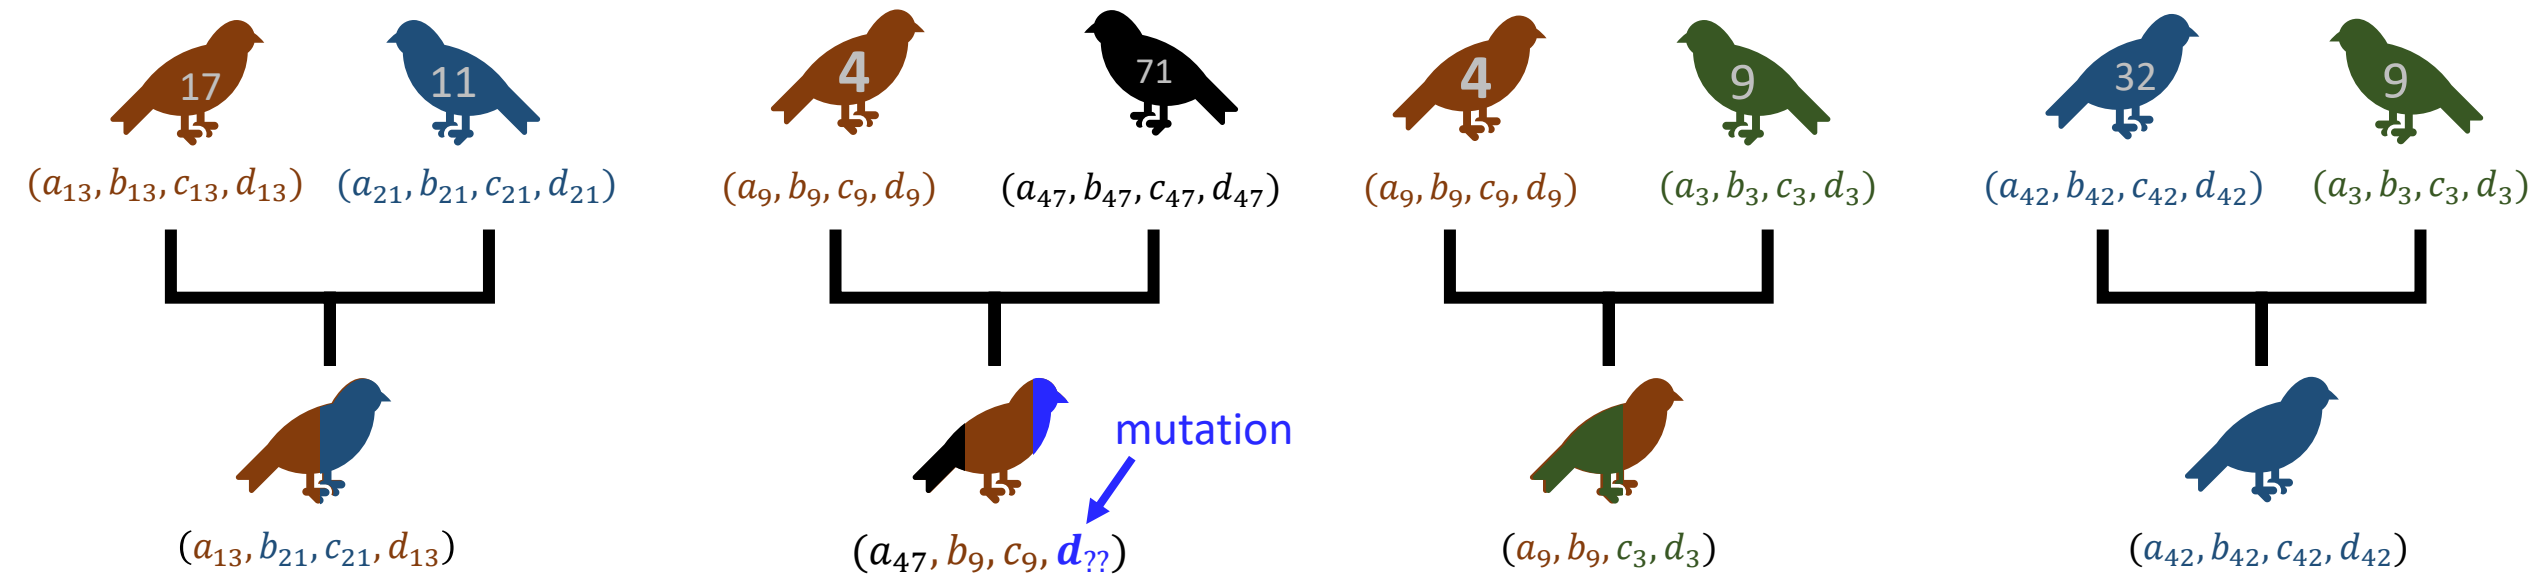 17 11 4 71 4 9 32 9
(a₁₃, b₁₃, c₁₃, d₁₃) (a₂₁, b₂₁, c₂₁, d₂₁) (a₉, b₉, c₉, d₉) (a₄₇, b₄₇, c₄₇, d₄₇) (a₉, b₉, c₉, d₉) (a₃, b₃, c₃, d₃) (a₄₂, b₄₂, c₄₂, d₄₂) (a₃, b₃, c₃, d₃)
mutation
(a₁₃, b₂₁, c₂₁, d₁₃) (a₄₇, b₉, c₉, d??) (a₉, b₉, c₃, d₃) (a₄₂, b₄₂, c₄₂, d₄₂)